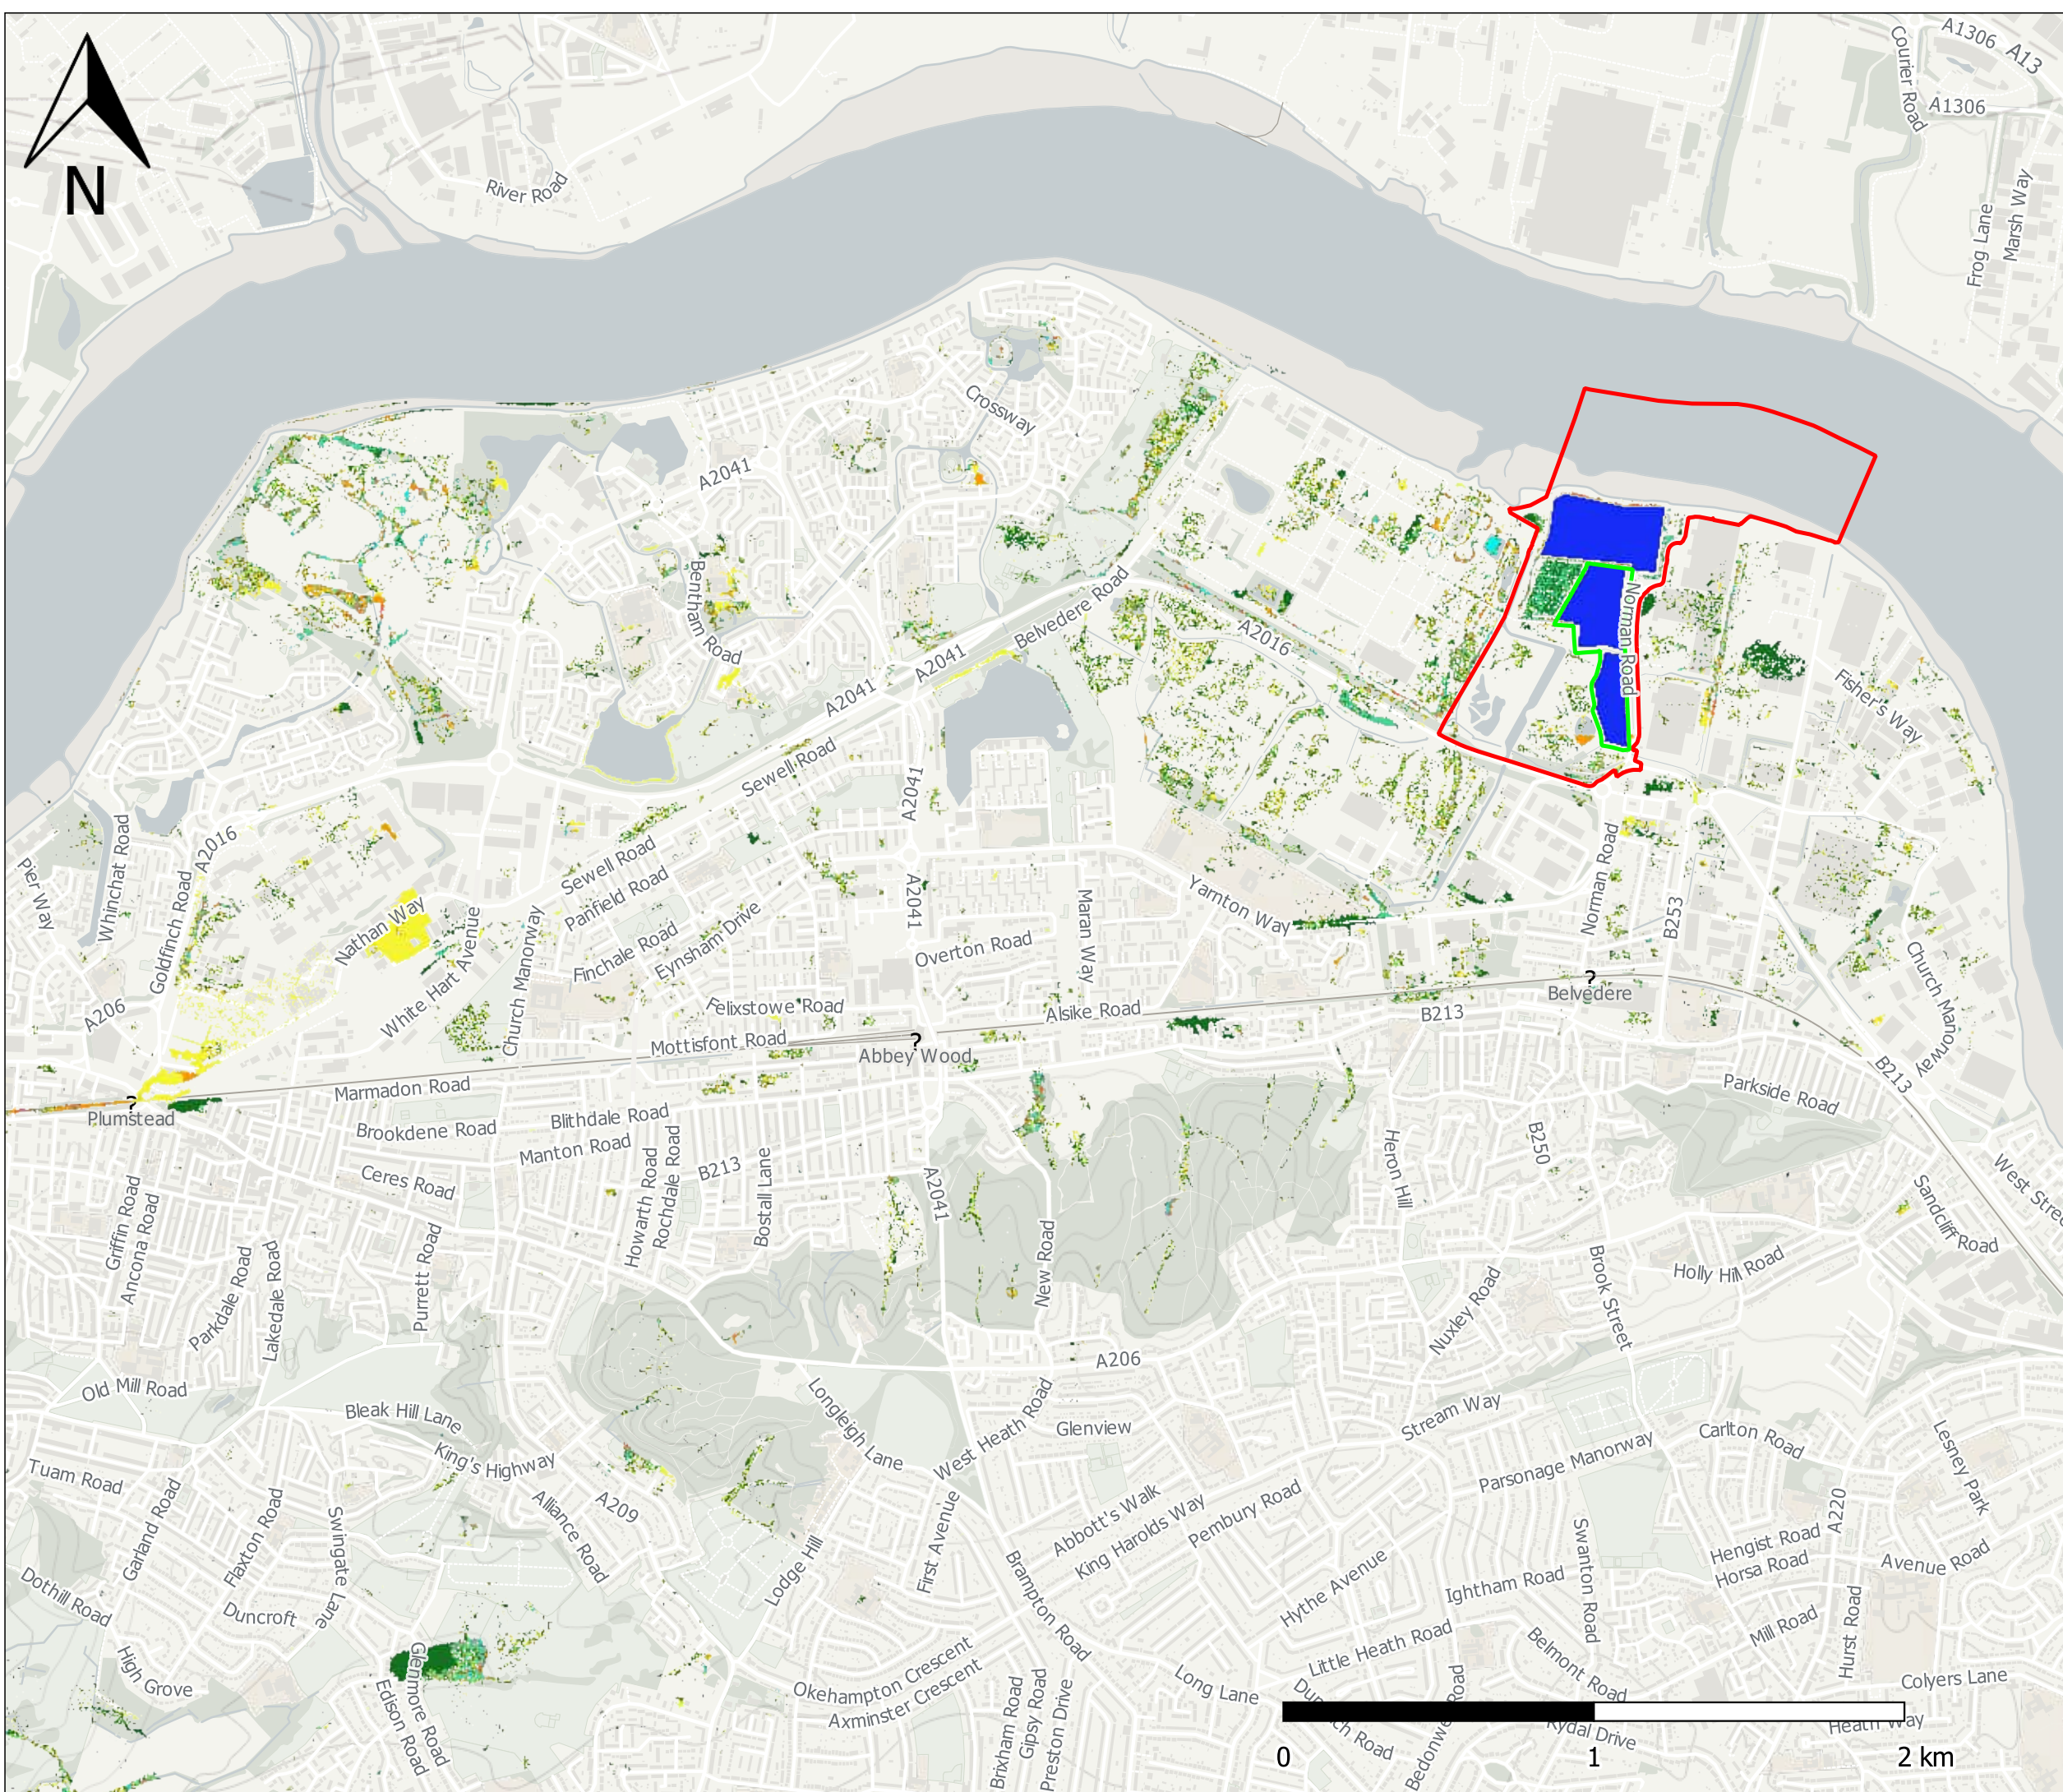 A1306
A13
Courier Road
A1306
N
River Road
Marsh Way
Frog Lane
Crossway
A2041
Bentham Road
Belvedere Road
A2016
A2041
A2041
Norman Road
Fisher's Way
Sewell Road
A2041
Whinchat Road
A2016
Pier Way
Goldfinch Road
Sewell Road
Panfield Road
Nathan Way
White Hart Avenue
Church Manorway
Finchale Road
Eynsham Drive
A2041
Overton Road
Maran Way
Yarnton Way
Norman Road
B253
Church Manorway
A206
Felixstowe Road
Alsike Road
?
Belvedere
B213
Mottisfont Road
?
Abbey Wood
B213
Marmadon Road
?
Plumstead
Brookdene Road
Blithdale Road
Manton Road
Parkside Road
Ceres Road
Howarth Road
Rochdale Road
B213
Bostall Lane
A2041
Heron Hill
B250
West Stree
Sandcliff Road
Griffin Road
Ancona Road
Parkdale Road
Lakedale Road
Purrett Road
New Road
Nuxley Road
Brook Street
Holly Hill Road
Old Mill Road
A206
Bleak Hill Lane
Longleigh Lane
West Heath Road
Glenview
Stream Way
Carlton Road
Lesney Park
King's Highway
Parsonage Manorway
Tuam Road
Garland Road
Flaxton Road
Swingate Lane
Alliance Road
A209
Abbott's Walk
King Harolds Way
Pembury Road
A220
Hengist Road
Horsa Road
Avenue Road
Lodge Hill
First Avenue
Brampton Road
Hythe Avenue
Ightham Road
Swanton Road
Dothill Road
Duncroft
Little Heath Road
Belmont Road
Mill Road
Hurst Road
High Grove
Glenmore Road
Edison Road
Okehampton Crescent
Axminster Crescent
Brixham Road
Gipsy Road
Preston Drive
Long Lane
Colyers Lane
Rydal Drive
Heath Way
0
1
2 km